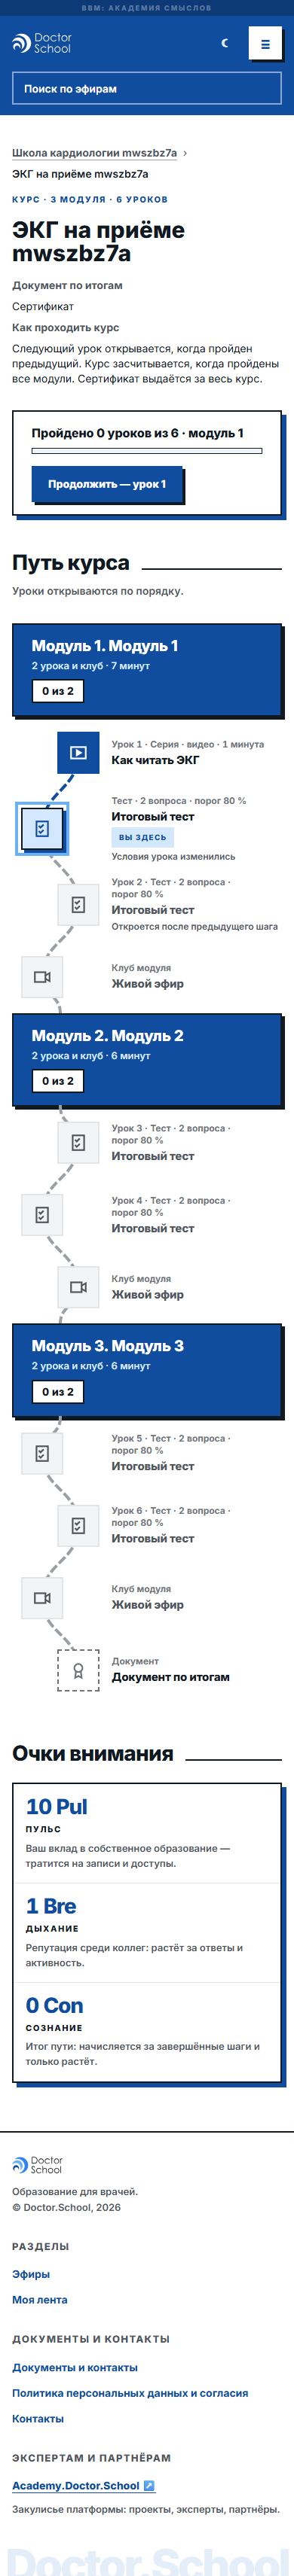 ВВМ: АКАДЕМИЯ СМЫСЛОВ
Doctor
School
Поиск по эфирам
Школа кардиологии mwszbz7a ›
ЭКГ на приёме mwszbz7a
КУРС · 3 МОДУЛЯ · 6 УРОКОВ
ЭКГ на приёме
mwszbz7a
Документ по итогам
Сертификат
Как проходить курс
Следующий урок открывается, когда пройден
предыдущий. Курс засчитывается, когда пройдены
все модули. Сертификат выдаётся за весь курс.
Пройдено 0 уроков из 6 · модуль 1
Продолжить — урок 1
Путь курса
Уроки открываются по порядку.
Модуль 1. Модуль 1
2 урока и клуб · 7 минут
0 из 2
Урок 1 · Серия · видео · 1 минута
Как читать ЭКГ
Тест · 2 вопроса · порог 80 %
Итоговый тест
ВЫ ЗДЕСЬ
Условия урока изменились
Урок 2 · Тест · 2 вопроса ·
порог 80 %
Итоговый тест
Откроется после предыдущего шага
Клуб модуля
Живой эфир
Модуль 2. Модуль 2
2 урока и клуб · 6 минут
0 из 2
Урок 3 · Тест · 2 вопроса ·
порог 80 %
Итоговый тест
Урок 4 · Тест · 2 вопроса ·
порог 80 %
Итоговый тест
Клуб модуля
Живой эфир
Модуль 3. Модуль 3
2 урока и клуб · 6 минут
0 из 2
Урок 5 · Тест · 2 вопроса ·
порог 80 %
Итоговый тест
Урок 6 · Тест · 2 вопроса ·
порог 80 %
Итоговый тест
Клуб модуля
Живой эфир
Документ
Документ по итогам
Очки внимания
10 Pul
ПУЛЬС
Ваш вклад в собственное образование —
тратится на записи и доступы.
1 Bre
ДЫХАНИЕ
Репутация среди коллег: растёт за ответы и
активность.
0 Con
СОЗНАНИЕ
Итог пути: начисляется за завершённые шаги и
только растёт.
Doctor
School
Образование для врачей.
© Doctor.School, 2026
РАЗДЕЛЫ
Эфиры
Моя лента
ДОКУМЕНТЫ И КОНТАКТЫ
Документы и контакты
Политика персональных данных и согласия
Контакты
ЭКСПЕРТАМ И ПАРТНЁРАМ
Academy.Doctor.School ↗
Закулисье платформы: проекты, эксперты, партнёры.
Doctor.School